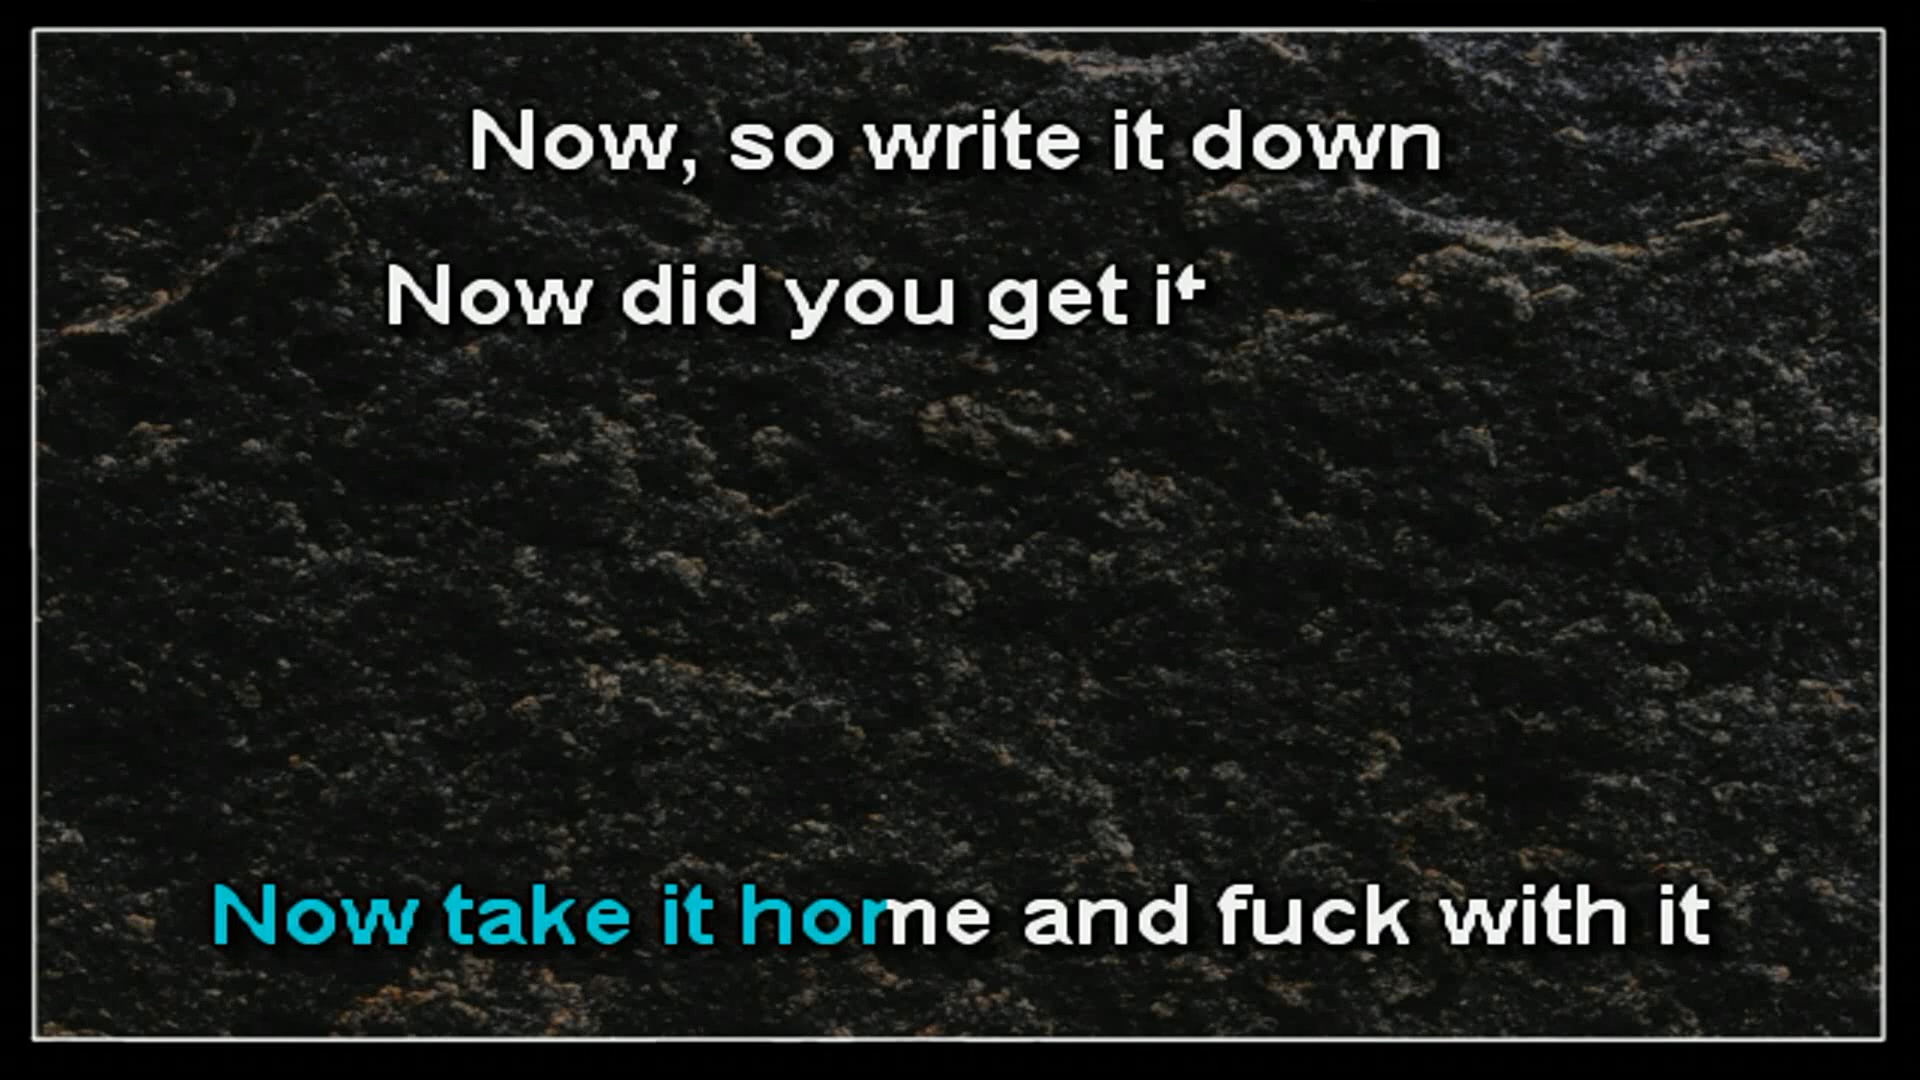 Now, so write it down
Now did you get it
Now take it home and fuck with it